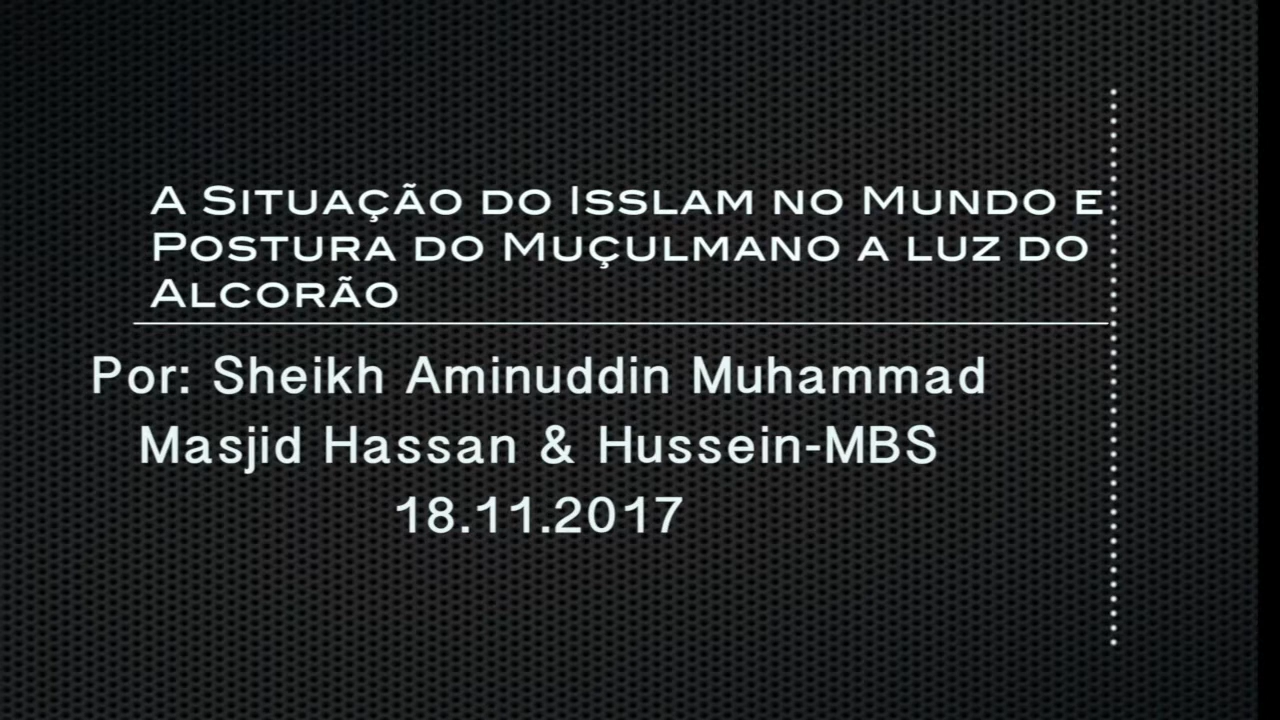 A Situação do Isslam no Mundo e
Postura do Muçulmano a luz do
Alcorão
Por: Sheikh Aminuddin Muhammad
Masjid Hassan & Hussein-MBS
18.11.2017